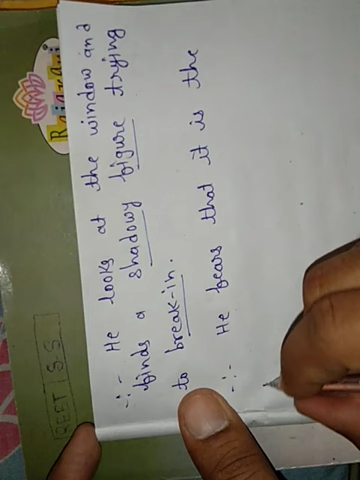 ∴- He looks at the window and
finds a shadowy figure trying
to break-in.
∴- He fears that it is the
BEST S.S